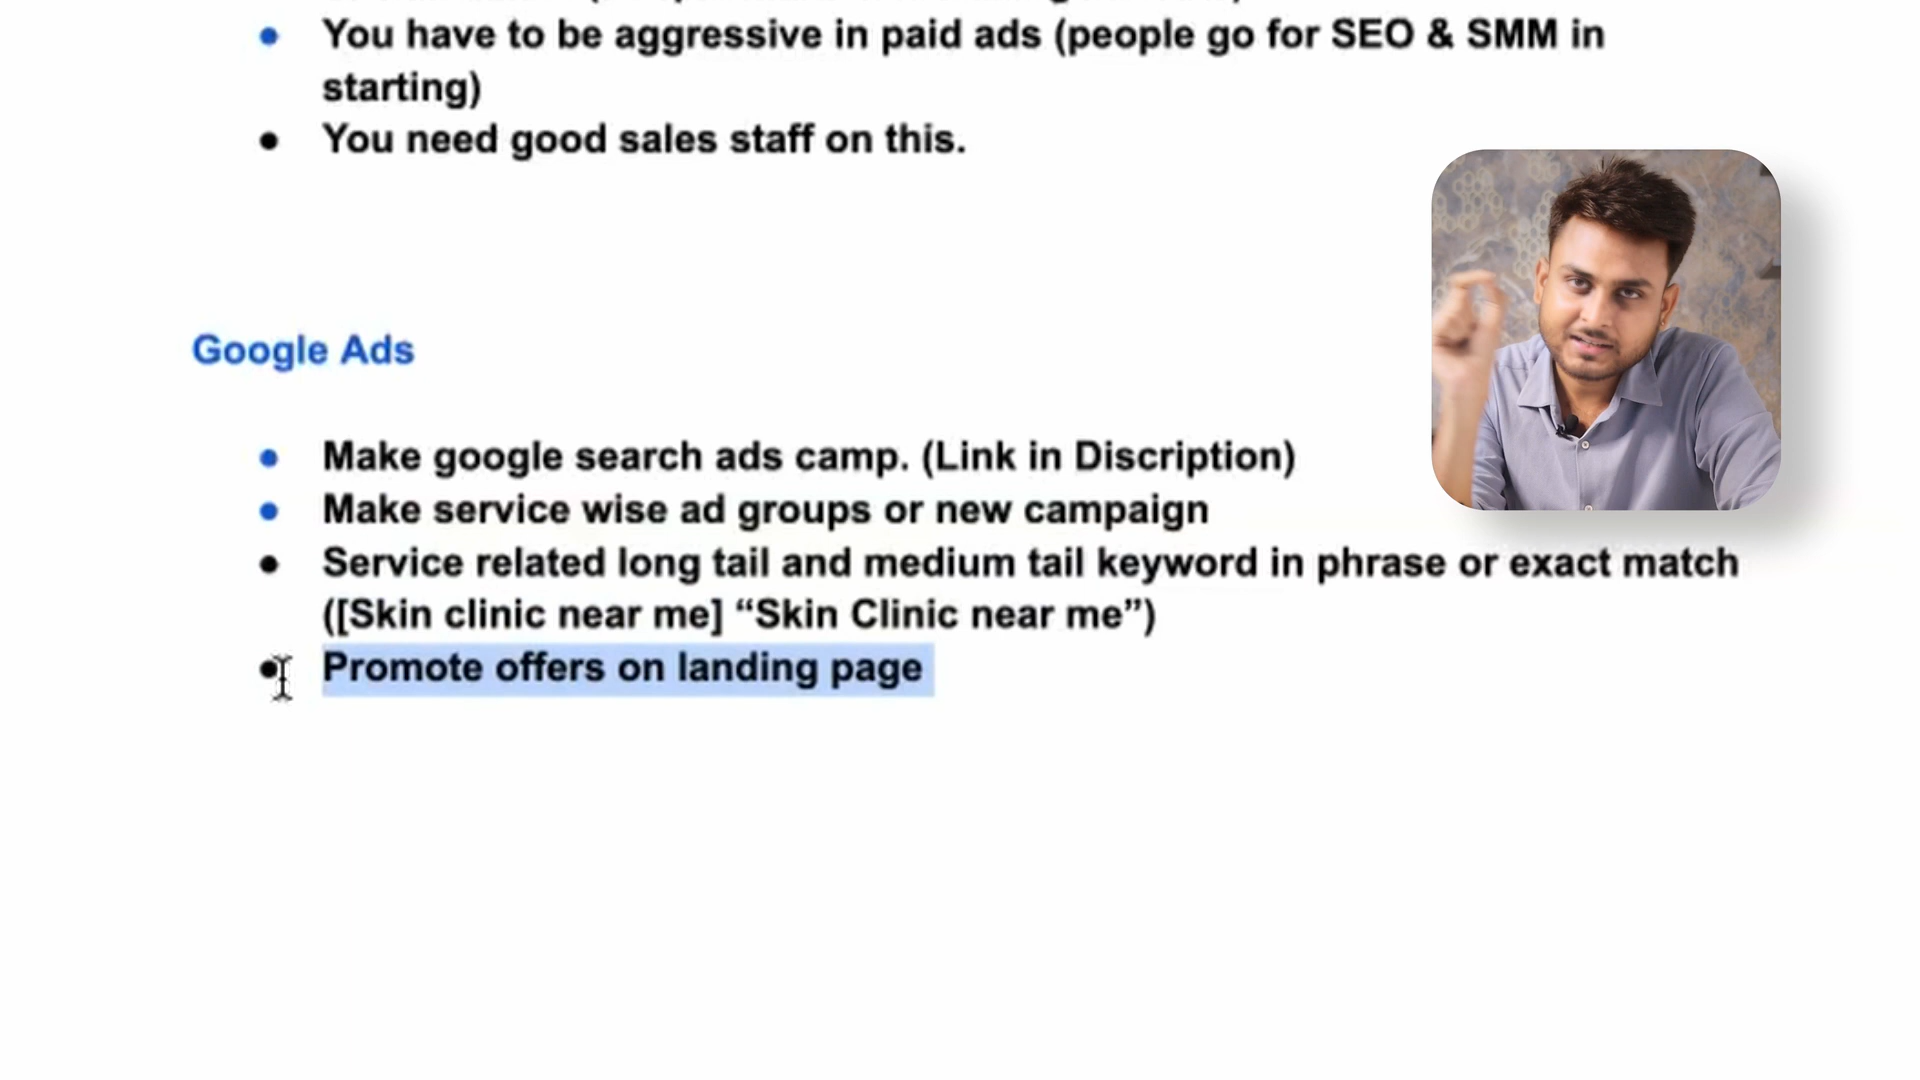 You have to be aggressive in paid ads (people go for SEO & SMM in
starting)
You need good sales staff on this.
Google Ads
Make google search ads camp. (Link in Discription)
Make service wise ad groups or new campaign
Service related long tail and medium tail keyword in phrase or exact match
([Skin clinic near me] “Skin Clinic near me”)
Promote offers on landing page